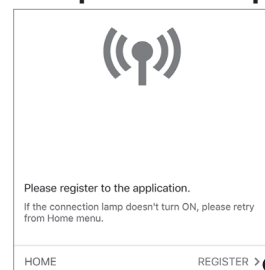 Please register to the application.
If the connection lamp doesn't turn ON, please retry
from Home menu.
HOME
REGISTER >